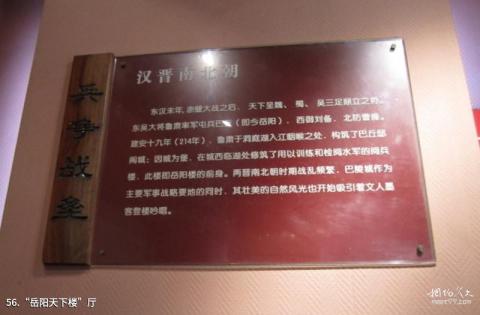 兵争战垒
汉晋南北朝
东汉末年,赤壁大战之后,天下呈魏、蜀、吴三足鼎立之势。
东吴大将鲁肃率军屯兵巴丘(即今岳阳),西御刘备,北防曹操。
建安十九年(214年),鲁肃于洞庭湖入江咽喉之处,构筑了巴丘邸
阁城;因城为垒,在城西临湖处修筑了用以训练和检阅水军的阅兵
楼,此楼即岳阳楼的前身。两晋南北朝时期战乱频繁,巴陵城作为
主要军事战略要地的同时,其壮美的自然风光也开始吸引着文人墨
客登楼吟唱。
56.“岳阳天下楼”厅